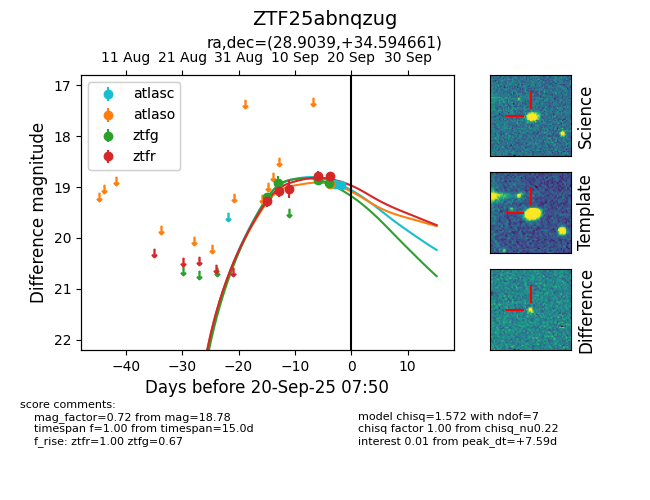 ZTF25abnqzug
ra,dec=(28.9039,+34.594661)
11 Aug 21 Aug 31 Aug 10 Sep 20 Sep 30 Sep
17
18
19
20
21
22
Difference magnitude
atlasc
atlaso
ztfg
ztfr
−40 −30 −20 −10 0 10
Days before 20-Sep-25 07:50
Science
Template
Difference
score comments:
mag_factor=0.72 from mag=18.78
timespan f=1.00 from timespan=15.0d
f_rise: ztfr=1.00 ztfg=0.67
model chisq=1.572 with ndof=7
chisq factor 1.00 from chisq_nu0.22
interest 0.01 from peak_dt=+7.59d